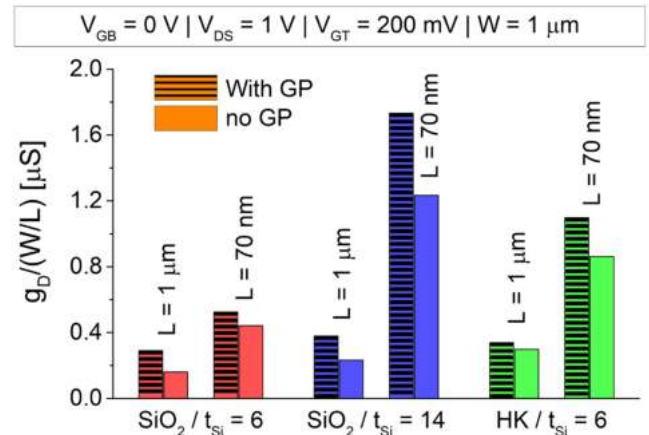 V_GB = 0 V | V_DS = 1 V | V_GT = 200 mV | W = 1 μm
g_D/(W/L) [μS]
2.0
1.6
1.2
0.8
0.4
0.0
With GP
no GP
L = 1 μm
L = 70 nm
L = 1 μm
L = 70 nm
L = 1 μm
L = 70 nm
SiO₂ / t_Si = 6
SiO₂ / t_Si = 14
HK / t_Si = 6